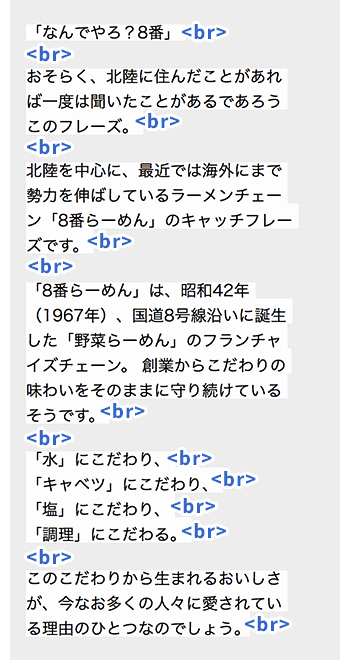 「なんでやろ？8番」<br>
<br>
おそらく、北陸に住んだことがあれ
ば一度は聞いたことがあるであろう
このフレーズ。<br>
<br>
北陸を中心に、最近では海外にまで
勢力を伸ばしているラーメンチェー
ン「8番らーめん」のキャッチフレー
ズです。<br>
<br>
「8番らーめん」は、昭和42年
（1967年）、国道8号線沿いに誕生
した「野菜らーめん」のフランチャ
イズチェーン。 創業からこだわりの
味わいをそのままに守り続けている
そうです。<br>
<br>
「水」にこだわり、<br>
「キャベツ」にこだわり、<br>
「塩」にこだわり、<br>
「調理」にこだわる。<br>
<br>
このこだわりから生まれるおいしさ
が、今なお多くの人々に愛されてい
る理由のひとつなのでしょう。<br>